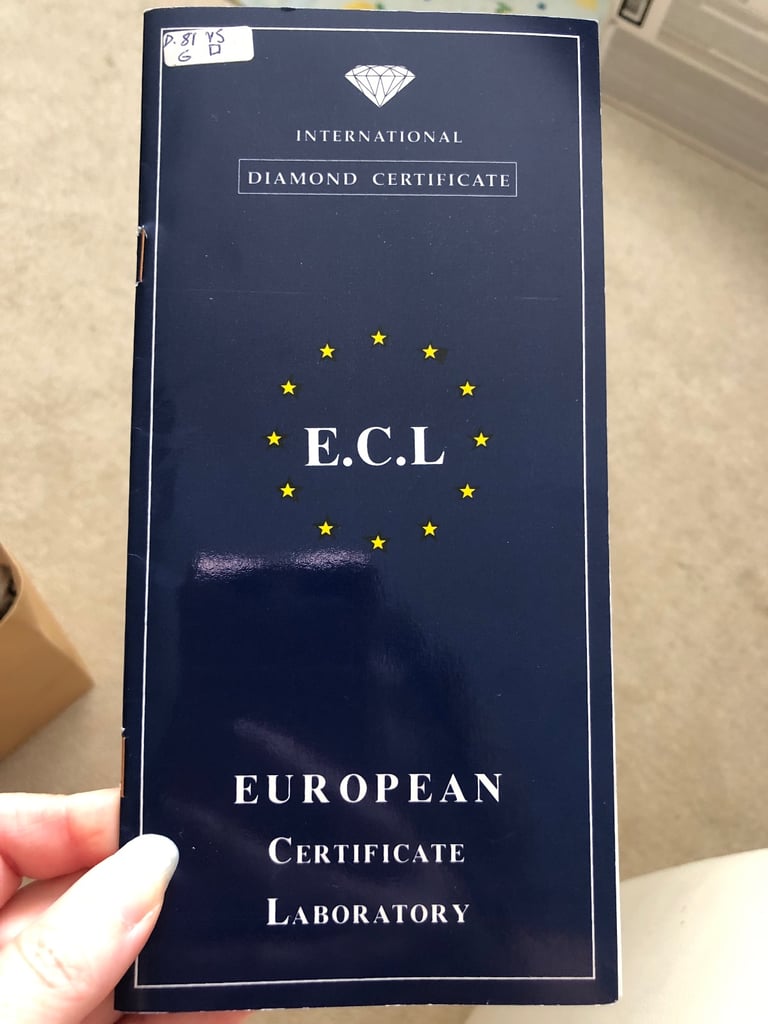 D.81 VS
G
INTERNATIONAL
DIAMOND CERTIFICATE
E.C.L
EUROPEAN
CERTIFICATE
LABORATORY